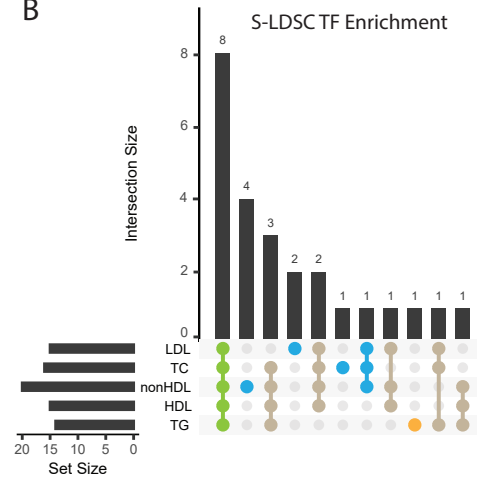 B
S-LDSC TF Enrichment
Intersection Size
8
6
4
2
0
8
4
3
2
2
1
1
1
1
1
1
LDL
TC
nonHDL
HDL
TG
20 15 10 5 0
Set Size